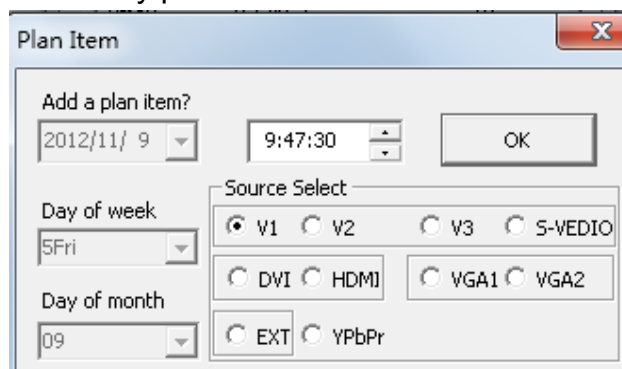 Plan Item
Add a plan item?
2012/11/ 9
9:47:30
OK
Source Select
Day of week
V1 V2 V3 S-VEDIO
5Fri
DVI HDMI VGA1 VGA2
Day of month
09
EXT YPbPr